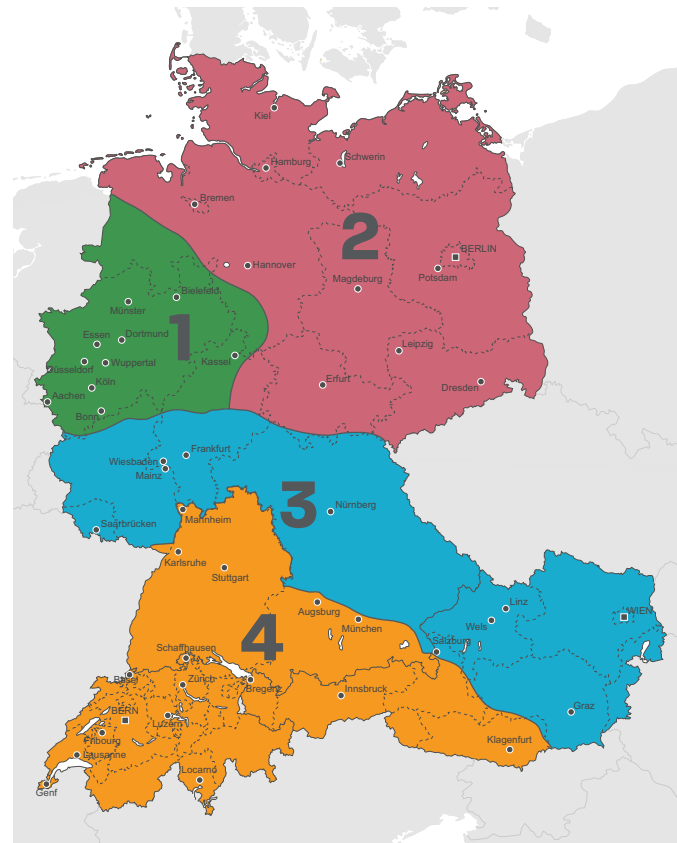 Kiel
Hamburg
Schwerin
Bremen
2
BERLIN
Hannover
Potsdam
Magdeburg
Bielefeld
Münster
1
Essen
Dortmund
Leipzig
Düsseldorf
Wuppertal
Kassel
Köln
Erfurt
Dresden
Aachen
Bonn
Frankfurt
Wiesbaden
Mainz
3
Nürnberg
Mannheim
Saarbrücken
Karlsruhe
Stuttgart
Augsburg
Linz
WIEN
München
Wels
4
Salzburg
Schaffhausen
Basel
Zürich
Bregenz
Innsbruck
Graz
BERN
Luzern
Fribourg
Klagenfurt
Lausanne
Locarno
Genf